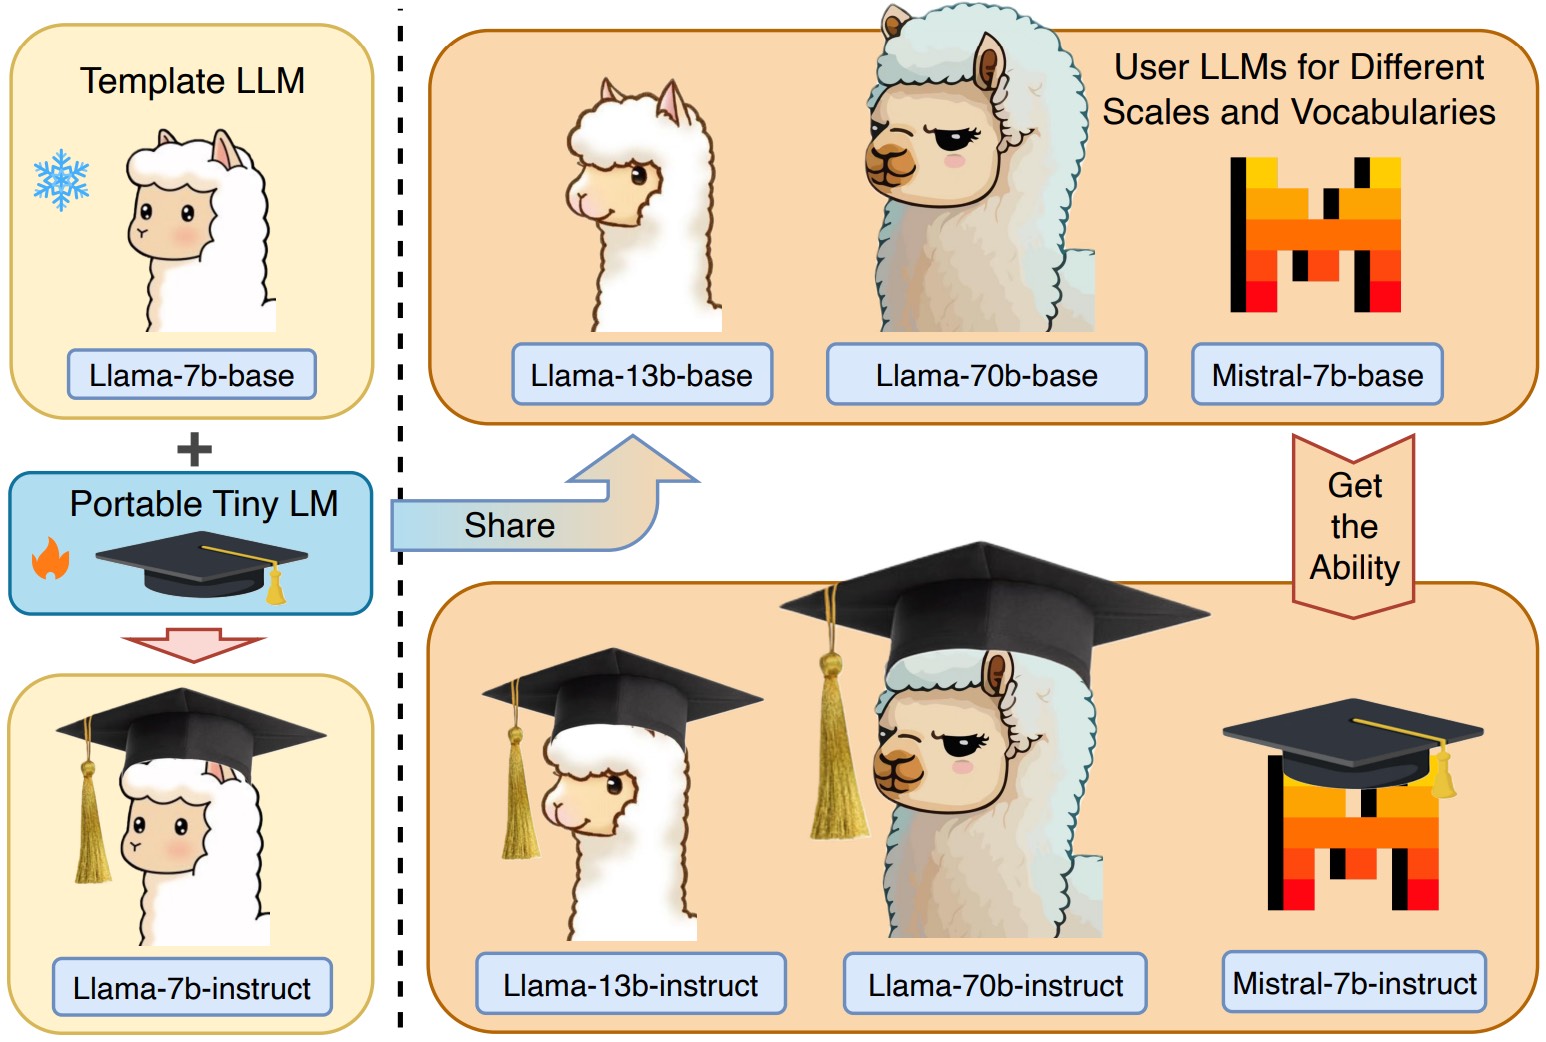 Template LLM
Llama-7b-base
Portable Tiny LM
Llama-7b-instruct
Share
User LLMs for Different
Scales and Vocabularies
Llama-13b-base
Llama-70b-base
Mistral-7b-base
Get
the
Ability
Llama-13b-instruct
Llama-70b-instruct
Mistral-7b-instruct